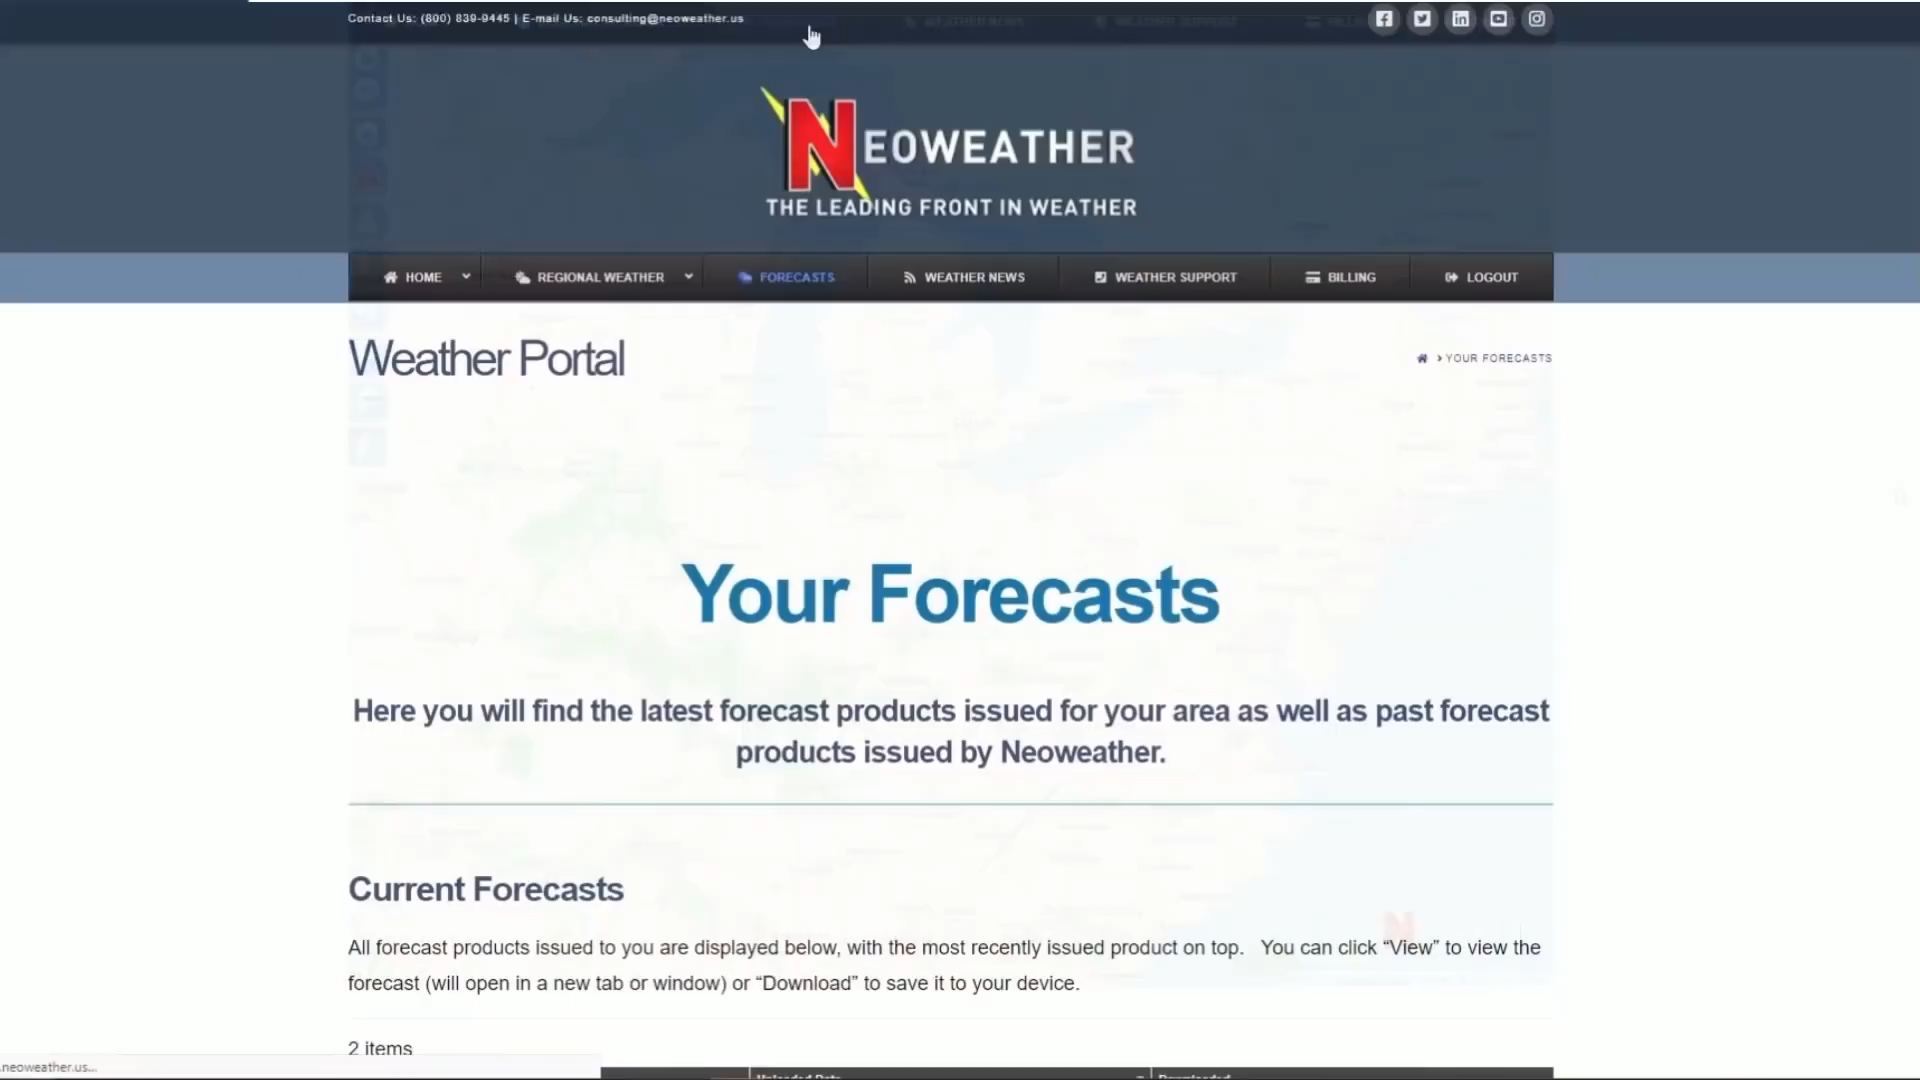 Contact Us: (800) 839-9445 | E-mail Us: consulting@neoweather.us
NEOWEATHER
THE LEADING FRONT IN WEATHER
HOME REGIONAL WEATHER FORECASTS WEATHER NEWS WEATHER SUPPORT BILLING LOGOUT
Weather Portal
YOUR FORECASTS
Your Forecasts
Here you will find the latest forecast products issued for your area as well as past forecast
products issued by Neoweather.
Current Forecasts
All forecast products issued to you are displayed below, with the most recently issued product on top. You can click “View” to view the
forecast (will open in a new tab or window) or “Download” to save it to your device.
2 items
.neoweather.us...